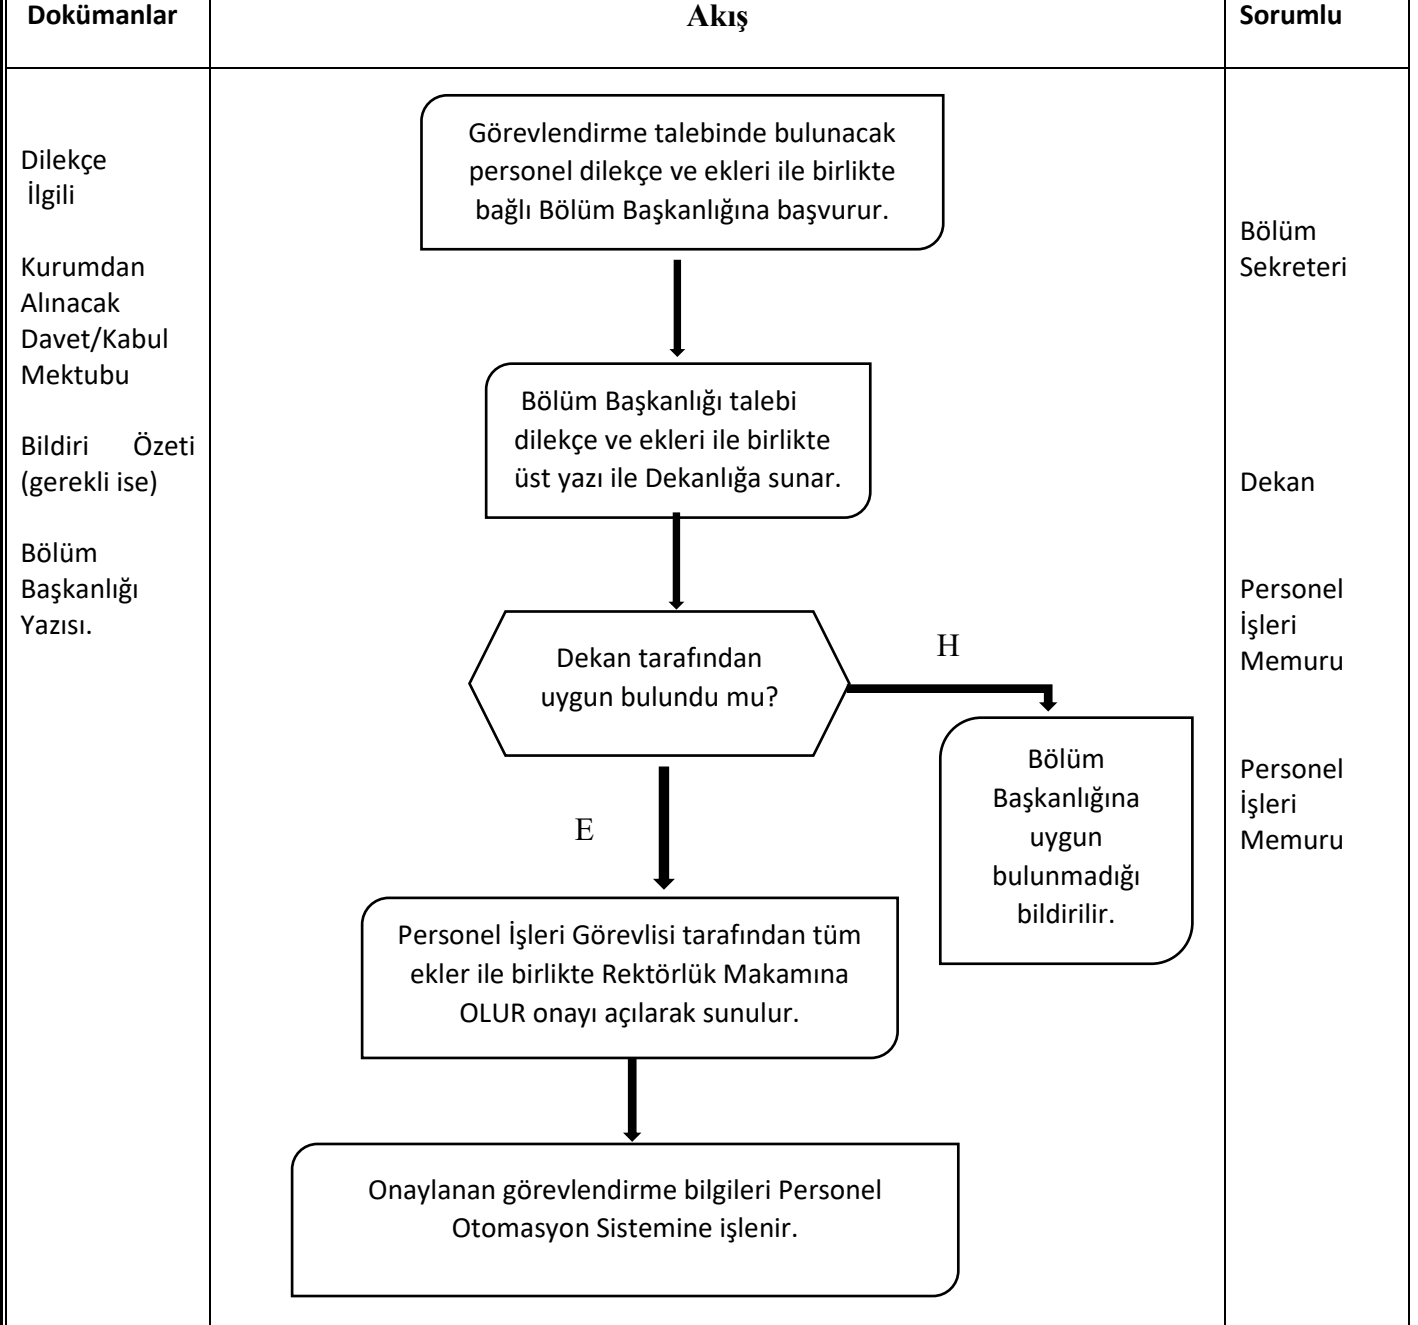 Dokümanlar
Akış
Sorumlu
Dilekçe
İlgili
Kurumdan
Alınacak
Davet/Kabul
Mektubu
Bildiri Özeti
(gerekli ise)
Bölüm
Başkanlığı
Yazısı.
Görevlendirme talebinde bulunacak
personel dilekçe ve ekleri ile birlikte
bağlı Bölüm Başkanlığına başvurur.
Bölüm Başkanlığı talebi
dilekçe ve ekleri ile birlikte
üst yazı ile Dekanlığa sunar.
Dekan tarafından
uygun bulundu mu?
H
Bölüm
Başkanlığına
uygun
bulunmadığı
bildirilir.
E
Personel İşleri Görevlisi tarafından tüm
ekler ile birlikte Rektörlük Makamına
OLUR onayı açılarak sunulur.
Onaylanan görevlendirme bilgileri Personel
Otomasyon Sistemine işlenir.
Bölüm
Sekreteri
Dekan
Personel
İşleri
Memuru
Personel
İşleri
Memuru